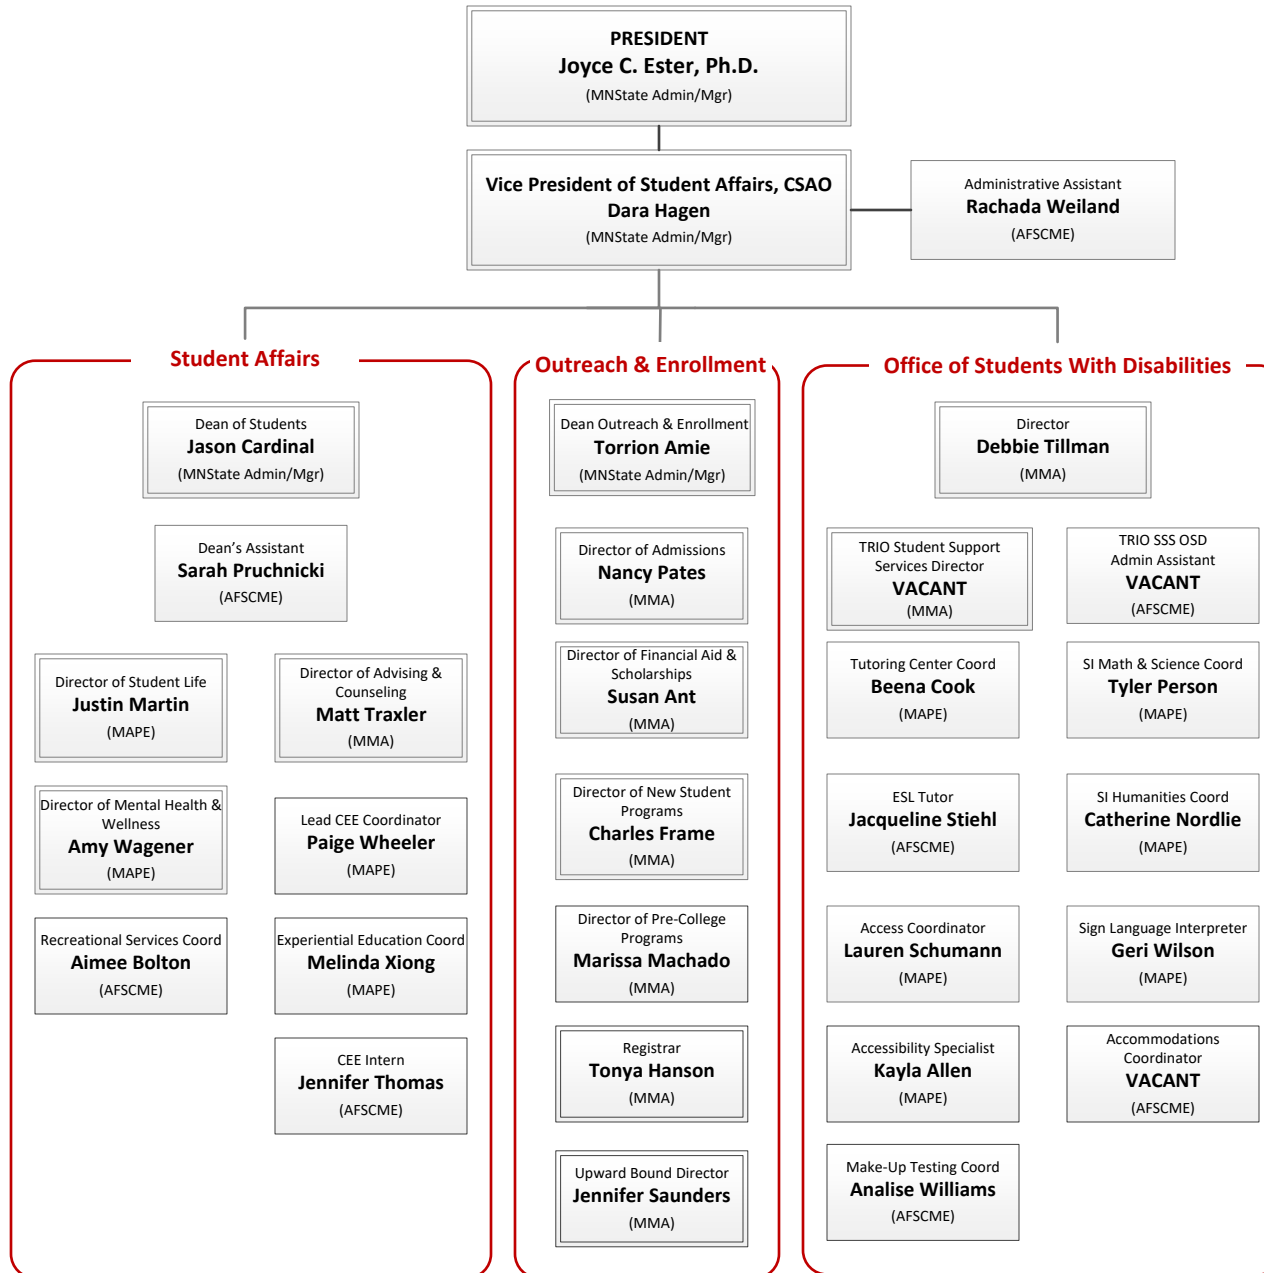 PRESIDENT
Joyce C. Ester, Ph.D.
(MNState Admin/Mgr)
Vice President of Student Affairs, CSAO
Dara Hagen
(MNState Admin/Mgr)
Administrative Assistant
Rachada Weiland
(AFSCME)
Student Affairs
Dean of Students
Jason Cardinal
(MNState Admin/Mgr)
Dean’s Assistant
Sarah Pruchnicki
(AFSCME)
Director of Student Life
Justin Martin
(MAPE)
Director of Advising &
Counseling
Matt Traxler
(MMA)
Director of Mental Health &
Wellness
Amy Wagener
(MAPE)
Lead CEE Coordinator
Paige Wheeler
(MAPE)
Recreational Services Coord
Aimee Bolton
(AFSCME)
Experiential Education Coord
Melinda Xiong
(MAPE)
CEE Intern
Jennifer Thomas
(AFSCME)
Outreach & Enrollment
Dean Outreach & Enrollment
Torrion Amie
(MNState Admin/Mgr)
Director of Admissions
Nancy Pates
(MMA)
Director of Financial Aid &
Scholarships
Susan Ant
(MMA)
Director of New Student
Programs
Charles Frame
(MMA)
Director of Pre-College
Programs
Marissa Machado
(MMA)
Registrar
Tonya Hanson
(MMA)
Upward Bound Director
Jennifer Saunders
(MMA)
Office of Students With Disabilities
Director
Debbie Tillman
(MMA)
TRIO Student Support
Services Director
VACANT
(MMA)
TRIO SSS OSD
Admin Assistant
VACANT
(AFSCME)
Tutoring Center Coord
Beena Cook
(MAPE)
SI Math & Science Coord
Tyler Person
(MAPE)
ESL Tutor
Jacqueline Stiehl
(AFSCME)
SI Humanities Coord
Catherine Nordlie
(MAPE)
Access Coordinator
Lauren Schumann
(MAPE)
Sign Language Interpreter
Geri Wilson
(MAPE)
Accessibility Specialist
Kayla Allen
(MAPE)
Accommodations
Coordinator
VACANT
(AFSCME)
Make-Up Testing Coord
Analise Williams
(AFSCME)